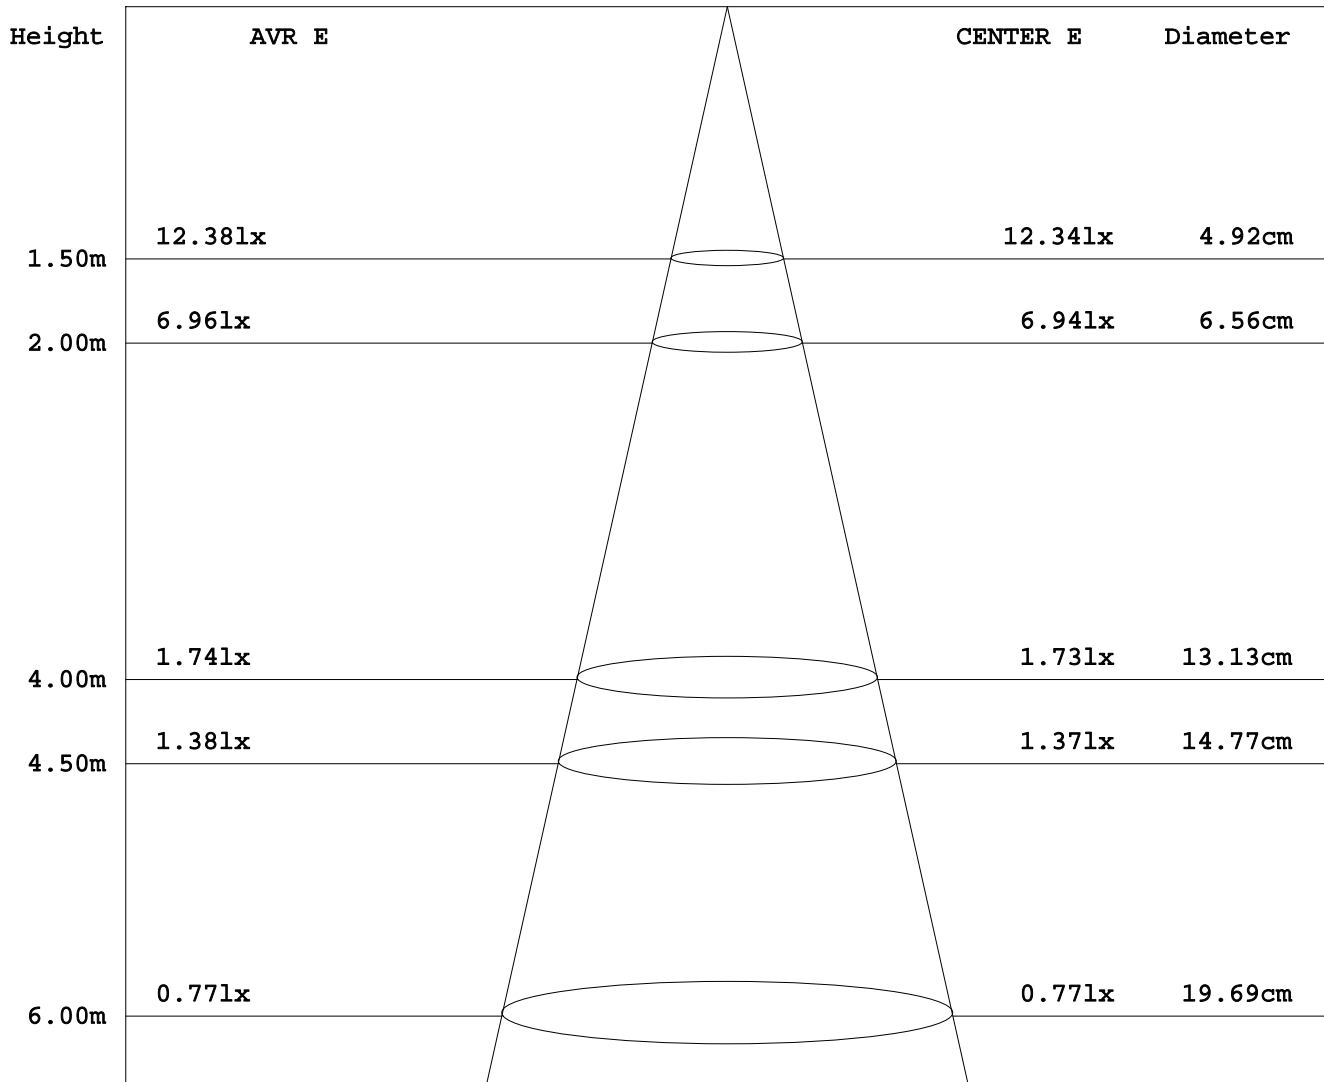 Height AVR E CENTER E Diameter
12.38lx 12.34lx 4.92cm
1.50m
6.96lx 6.94lx 6.56cm
2.00m
1.74lx 1.73lx 13.13cm
4.00m
1.38lx 1.37lx 14.77cm
4.50m
0.77lx 0.77lx 19.69cm
6.00m